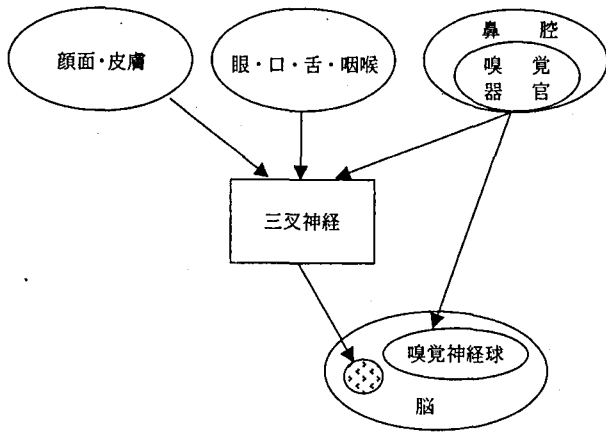 顔面・皮膚
眼・口・舌・咽喉
鼻 腔
嗅 覚
器 官
三叉神経
嗅覚神経球
脳